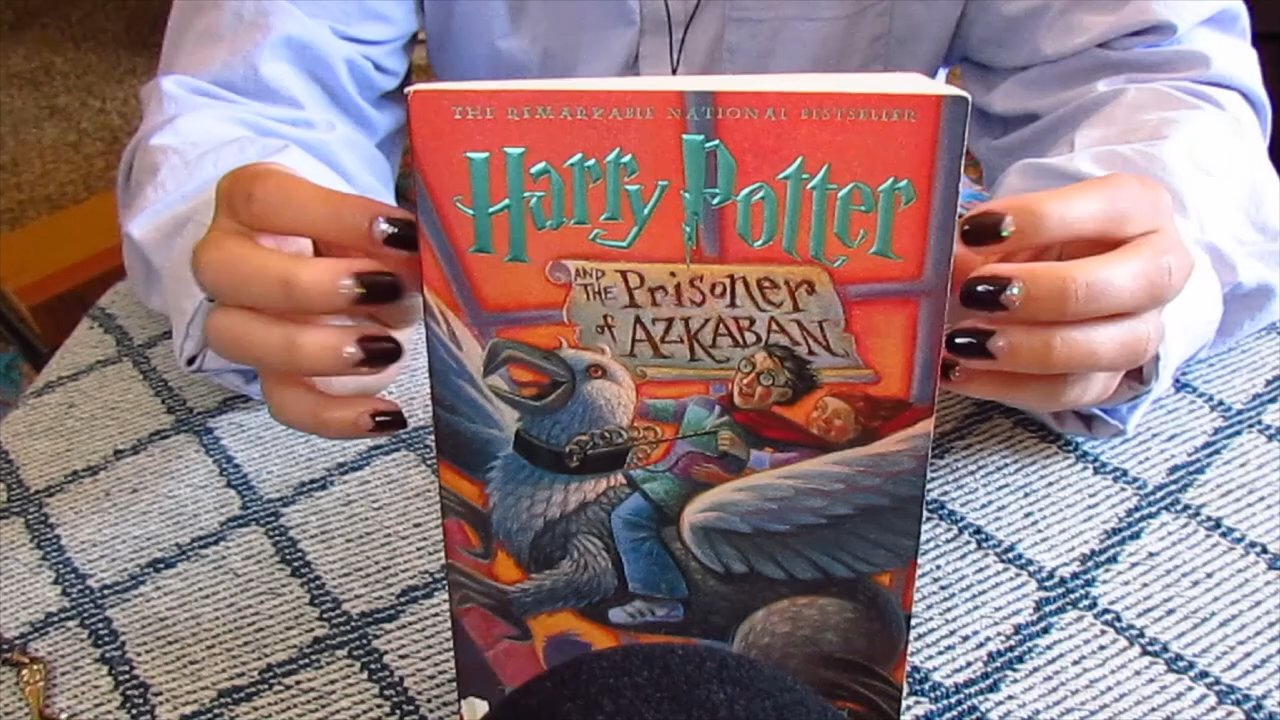 THE REMARKABLE NATIONAL BESTSELLER
Harry Potter
AND THE Prisoner
of AZKABAN